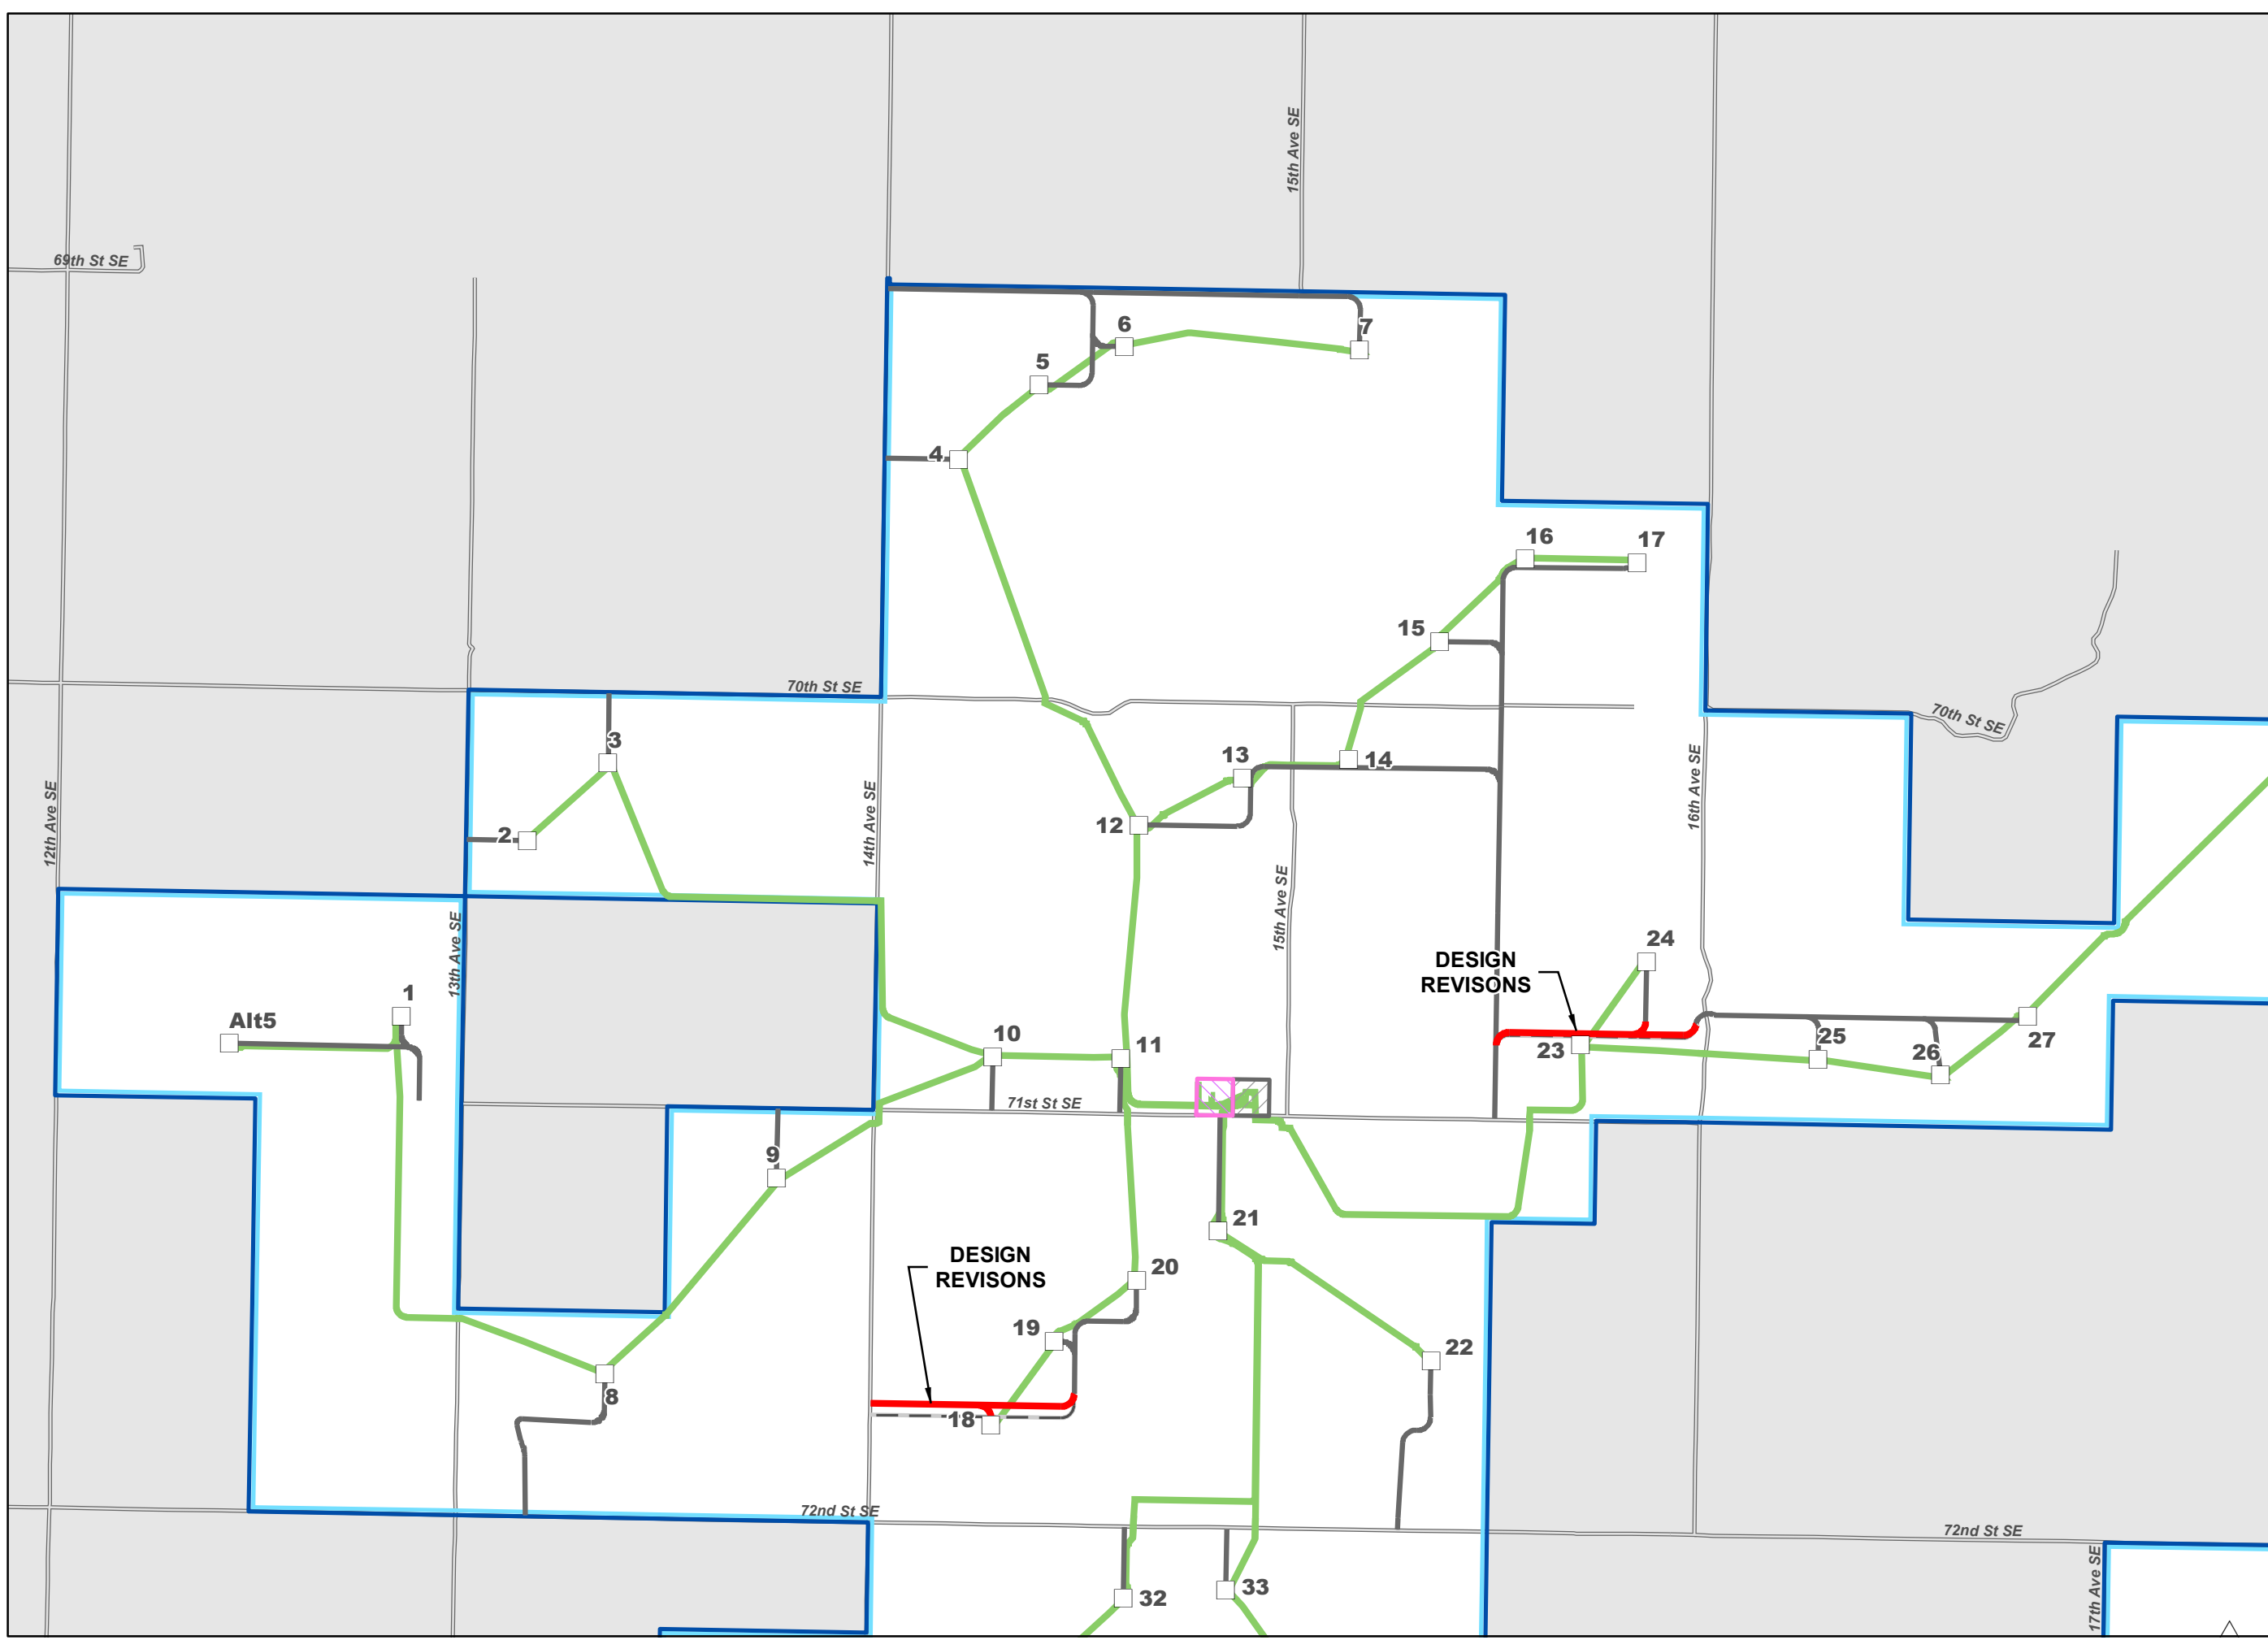 15th Ave SE
69th St SE
6
7
5
4
16
17
15
3
70th St SE
70th St SE
13
14
12
2
12th Ave SE
14th Ave SE
16th Ave SE
15th Ave SE
13th Ave SE
24
DESIGN
REVISONS
1
Alt5
10
11
23
25
26
27
71st St SE
9
21
DESIGN
REVISONS
20
19
22
8
18
72nd St SE
72nd St SE
17th Ave SE
32
33